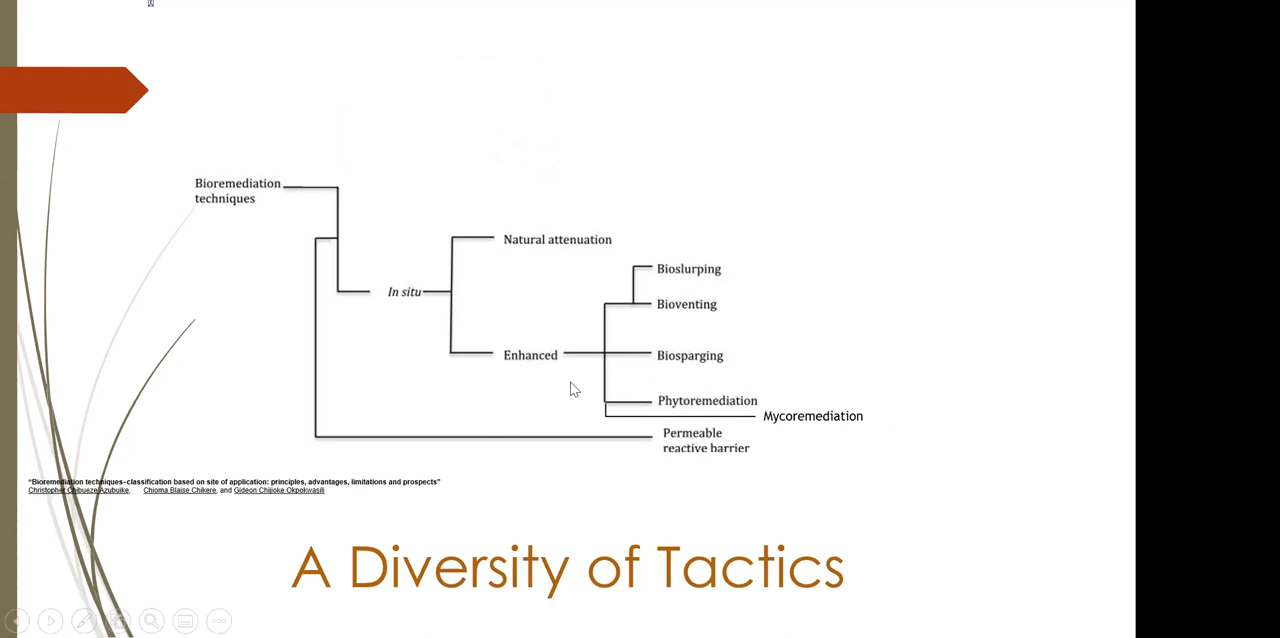 Bioremediation
techniques
Natural attenuation
Bioslurping
In situ
Bioventing
Enhanced
Biosparging
Phytoremediation
Mycoremediation
Permeable
reactive barrier
"Bioremediation techniques–classification based on site of application: principles, advantages, limitations and prospects"
Christopher Chibueze Azubuike, Chioma Blaise Chikere, and Gideon Chijioke Okpokwasili
A Diversity of Tactics